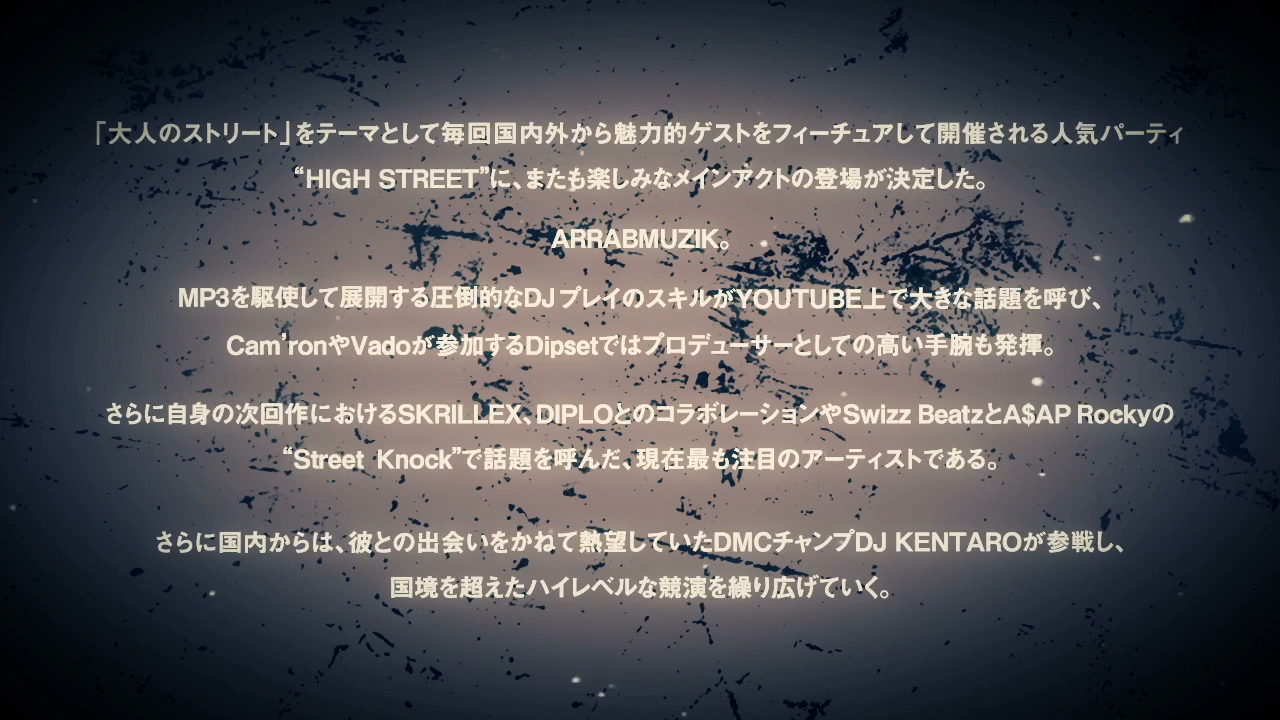 「大人のストリート」をテーマとして毎回国内外から魅力的ゲストをフィーチュアして開催される人気パーティ
“HIGH STREET”に、またも楽しみなメインアクトの登場が決定した。
ARRABMUZIK。
MP3を駆使して展開する圧倒的なDJプレイのスキルがYOUTUBE上で大きな話題を呼び、
Cam'ronやVadoが参加するDipsetではプロデューサーとしての高い手腕も発揮。
さらに自身の次回作におけるSKRILLEX、DIPLOとのコラボレーションやSwizz BeatzとA$AP Rockyの
“Street Knock”で話題を呼んだ、現在最も注目のアーティストである。
さらに国内からは、彼との出会いをかねて熱望していたDMCチャンプDJ KENTAROが参戦し、
国境を超えたハイレベルな競演を繰り広げていく。